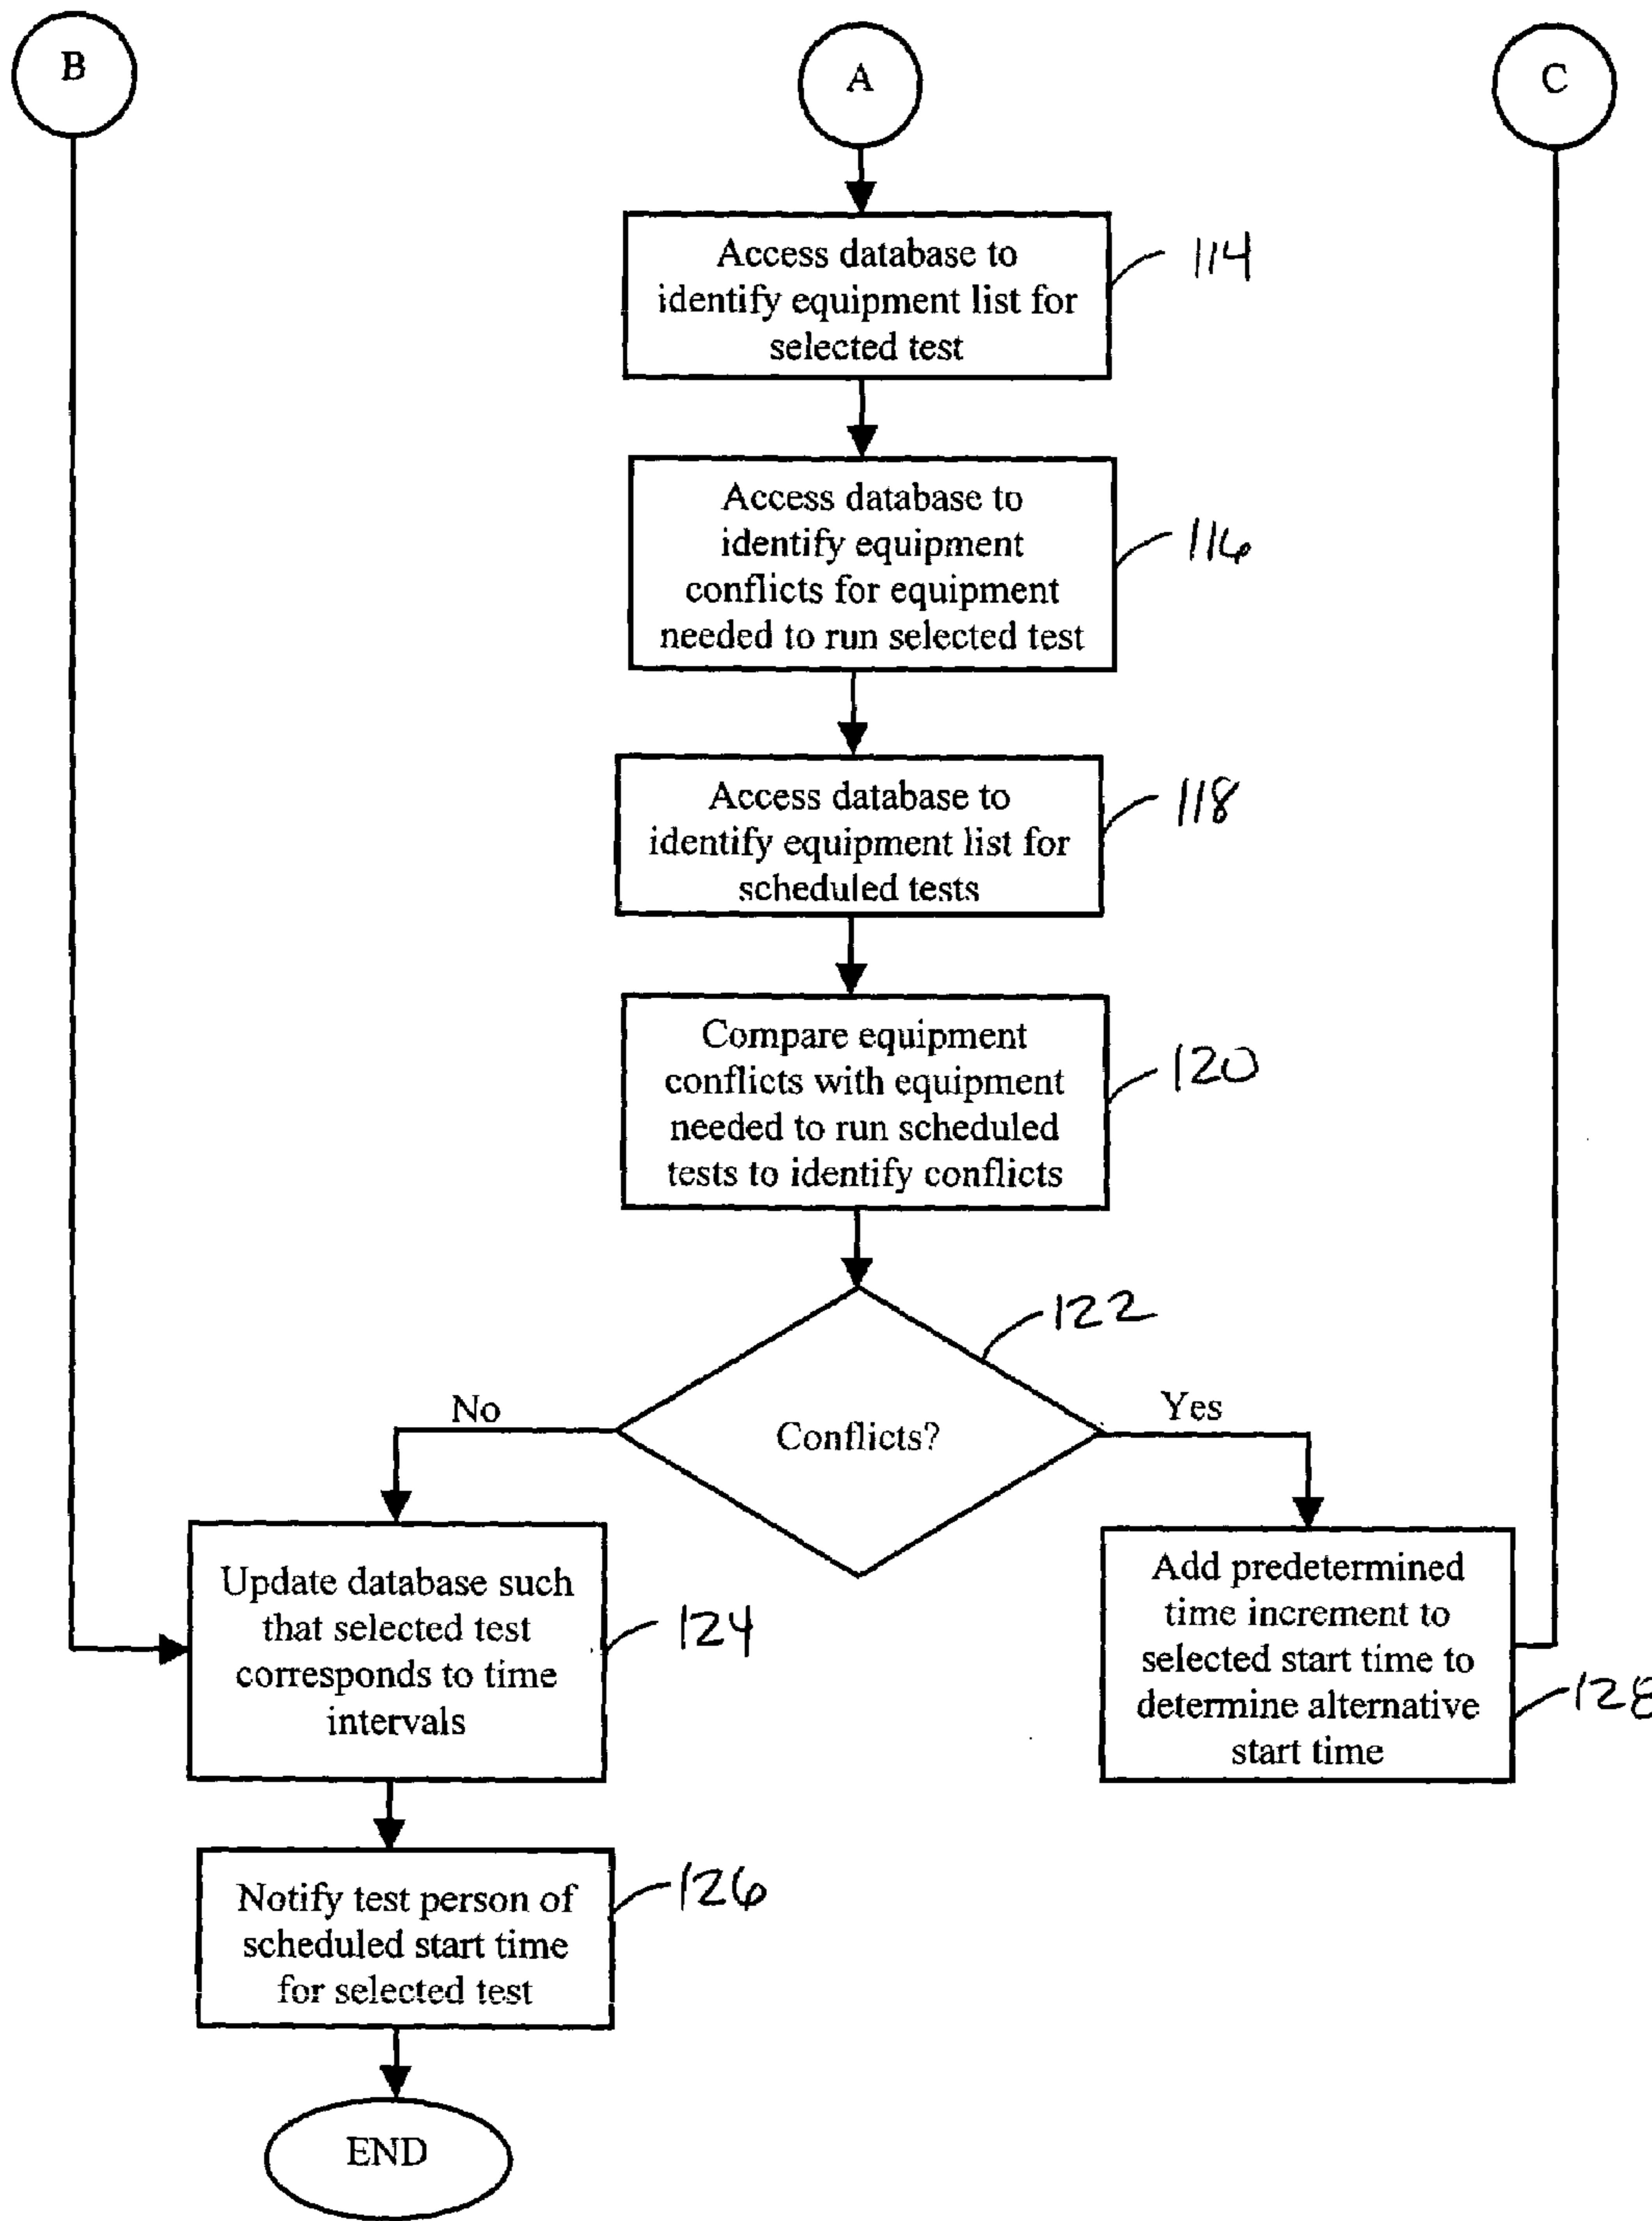 B
A
C
Access database to
identify equipment list for
selected test
114
Access database to
identify equipment
conflicts for equipment
needed to run selected test
116
Access database to
identify equipment list for
scheduled tests
118
Compare equipment
conflicts with equipment
needed to run scheduled
tests to identify conflicts
120
122
No
Yes
Conflicts?
Update database such
that selected test
corresponds to time
intervals
124
Add predetermined
time increment to
selected start time to
determine alternative
start time
128
Notify test person of
scheduled start time
for selected test
126
END